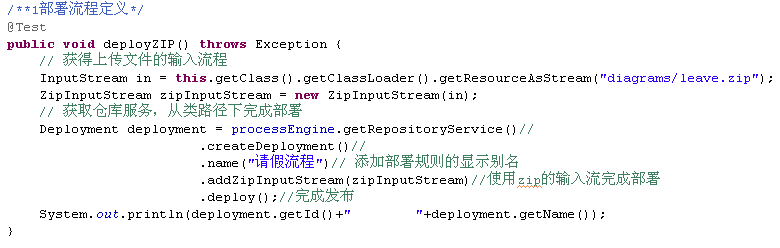 /**1部署流程定义*/
@Test
public void deployZIP() throws Exception {
// 获得上传文件的输入流程
InputStream in = this.getClass().getClassLoader().getResourceAsStream("diagrams/leave.zip");
ZipInputStream zipInputStream = new ZipInputStream(in);
// 获取仓库服务，从类路径下完成部署
Deployment deployment = processEngine.getRepositoryService()//
.createDeployment()//
.name("请假流程")// 添加部署规则的显示别名
.addZipInputStream(zipInputStream)//使用zip的输入流完成部署
.deploy();//完成发布
System.out.println(deployment.getId()+"        "+deployment.getName());
}